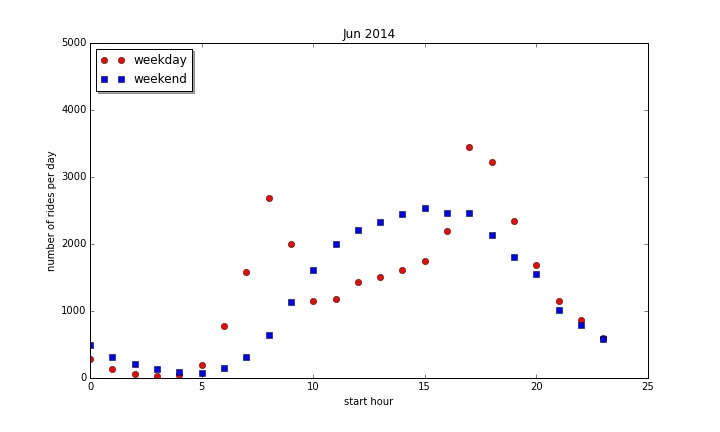 Jun 2014
weekday
weekend
5000
4000
3000
2000
1000
0
number of rides per day
0 5 10 15 20 25
start hour